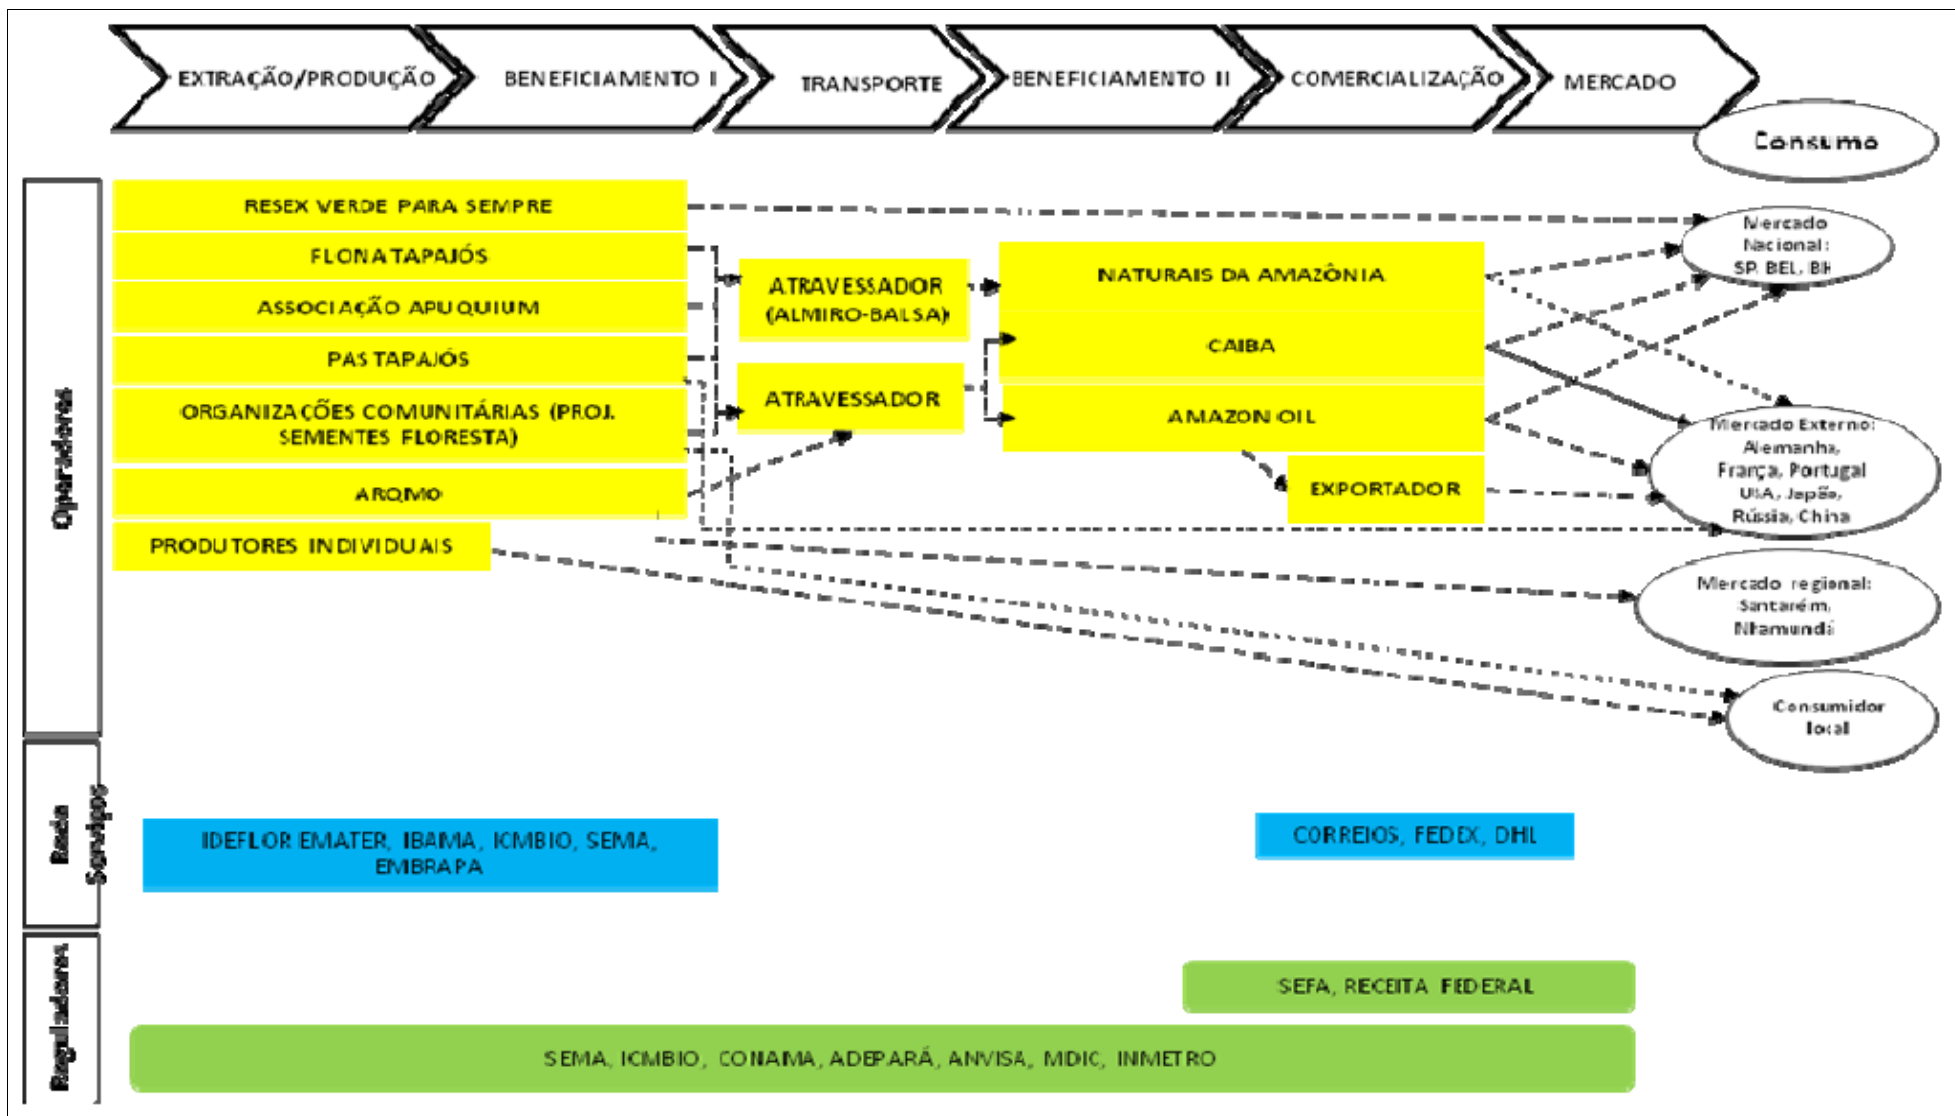 EXTRAÇÃO/PRODUÇÃO
BENEFICIAMENTO I
TRANSPORTE
BENEFICIAMENTO II
COMERCIALIZAÇÃO
MERCADO
Consumo
Operadores
RESEX VERDE PARA SEMPRE
FLONA TAPAJÓS
ASSOCIAÇÃO APUQUIUM
PAS TAPAJÓS
ORGANIZAÇÕES COMUNITÁRIAS (PROJ.
SEMENTES FLORESTA)
ARQMO
PRODUTORES INDIVIDUAIS
ATRAVESSADOR
(ALMIRO-BALSA)
ATRAVESSADOR
NATURAIS DA AMAZÔNIA
CAIBA
AMAZON OIL
EXPORTADOR
Mercado
Nacional:
SP, BEL, BH
Mercado Externo:
Alemanha,
França, Portugal
USA, Japão,
Rússia, China
Mercado regional:
Santarém,
Nhamundá
Consumidor
local
Rede
Serviços
IDEFLOR EMATER, IBAMA, ICMBIO, SEMA,
EMBRAPA
CORREIOS, FEDEX, DHL
Reguladores
SEFA, RECEITA FEDERAL
SEMA, ICMBIO, CONAMA, ADEPARÁ, ANVISA, MDIC, INMETRO